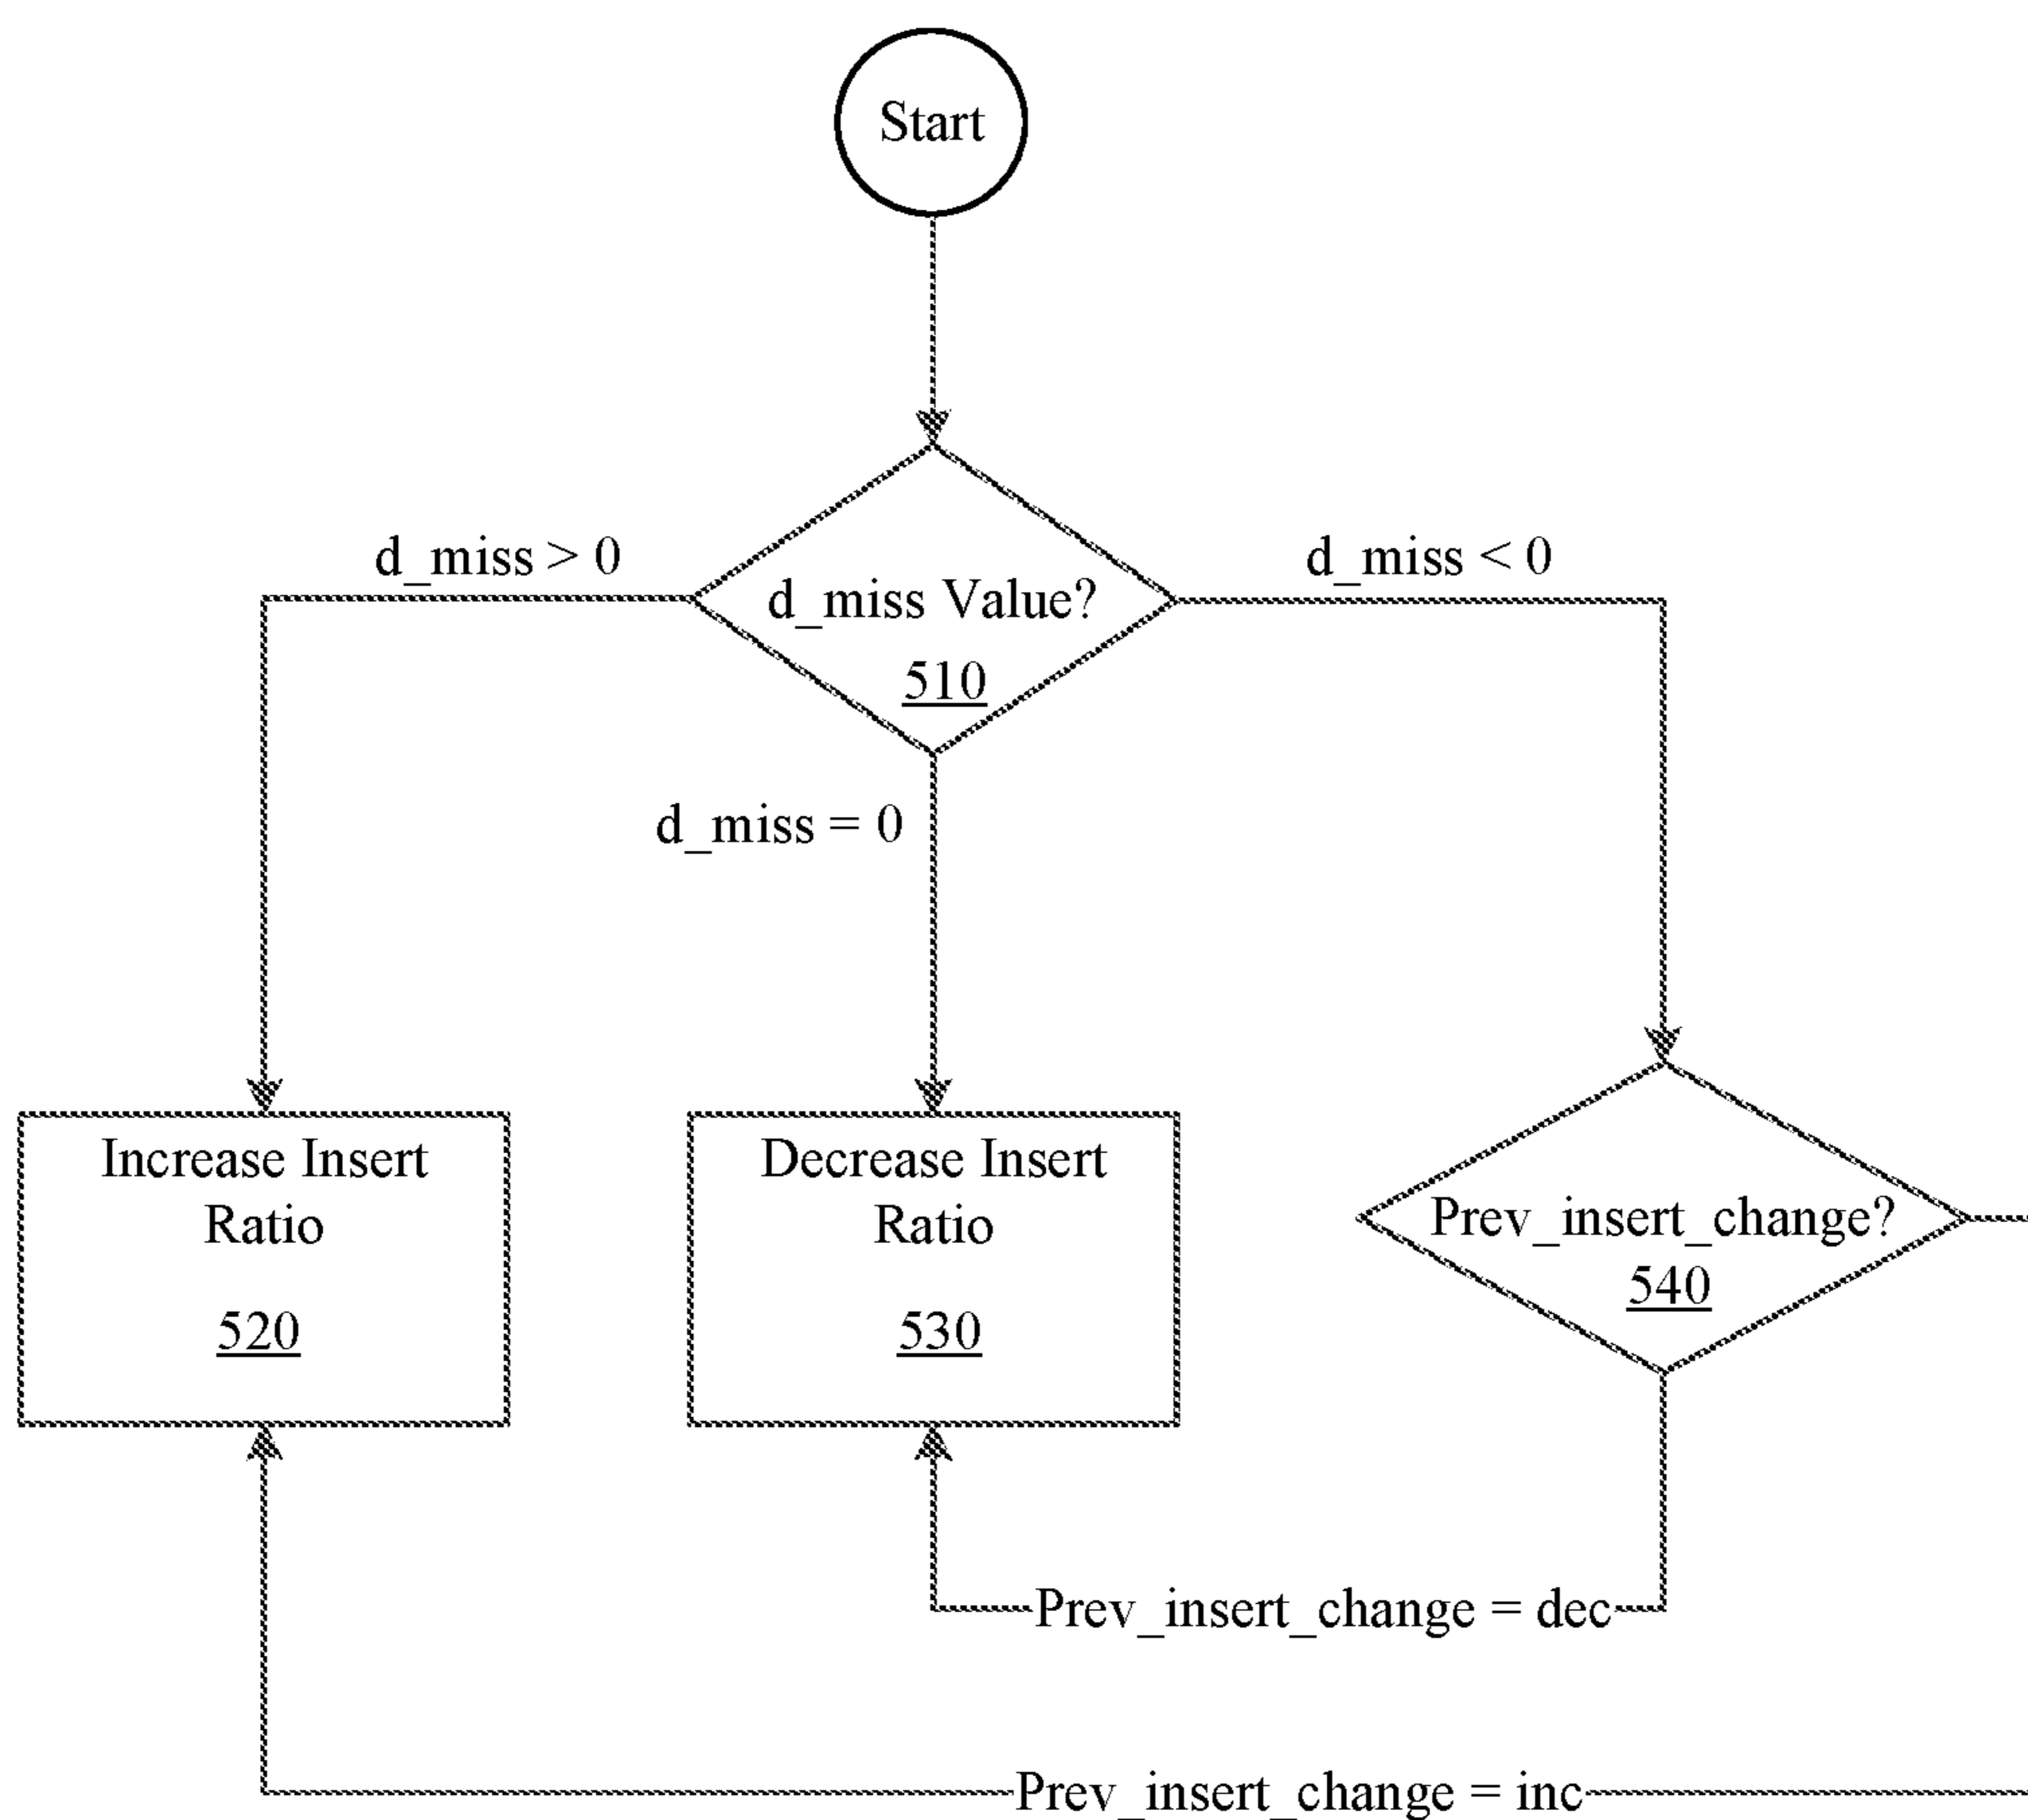 Start
d_miss > 0
d_miss < 0
d_miss Value?
510
d_miss = 0
Increase Insert
Ratio
520
Decrease Insert
Ratio
530
Prev_insert_change?
540
Prev_insert_change = dec
Prev_insert_change = inc